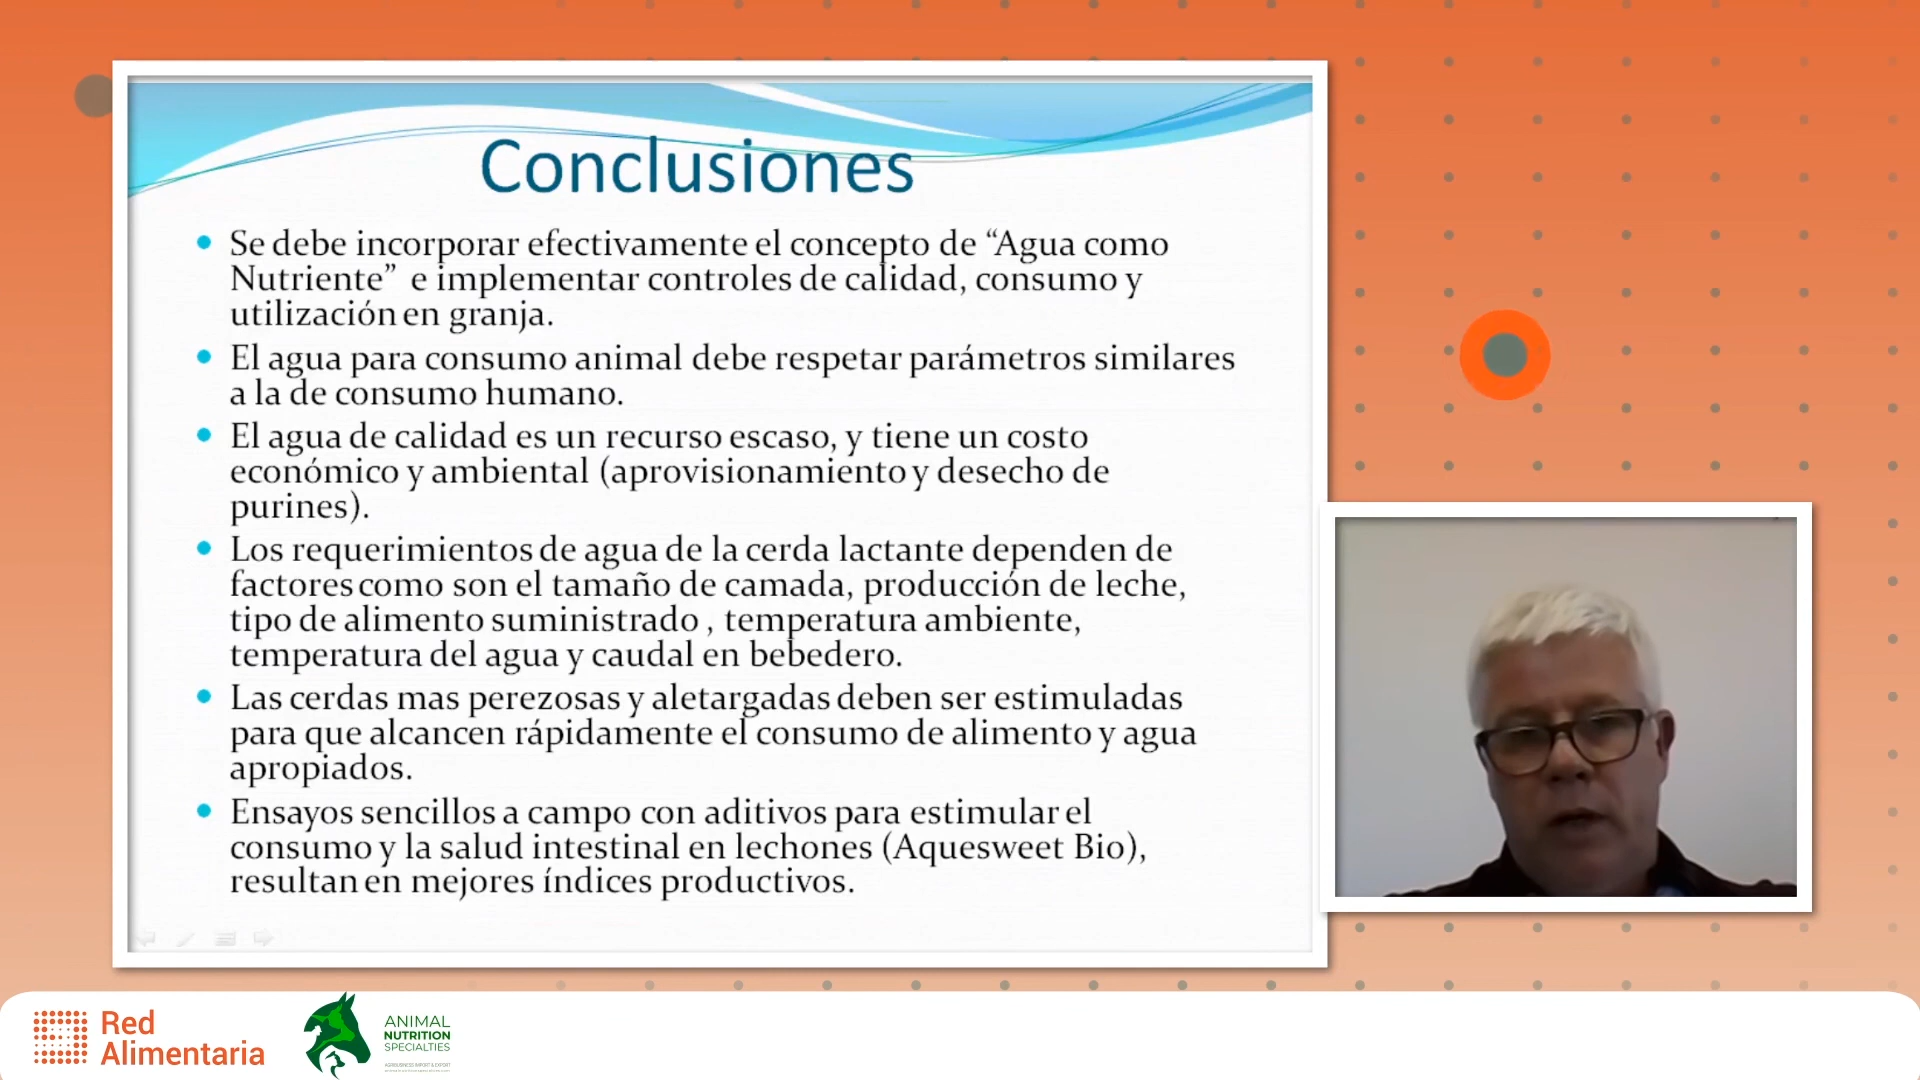 Conclusiones
Se debe incorporar efectivamente el concepto de “Agua como
Nutriente” e implementar controles de calidad, consumo y
utilización en granja.
El agua para consumo animal debe respetar parámetros similares
a la de consumo humano.
El agua de calidad es un recurso escaso, y tiene un costo
económico y ambiental (aprovisionamiento y desecho de
purines).
Los requerimientos de agua de la cerda lactante dependen de
factores como son el tamaño de camada, producción de leche,
tipo de alimento suministrado , temperatura ambiente,
temperatura del agua y caudal en bebedero.
Las cerdas mas perezosas y aletargadas deben ser estimuladas
para que alcancen rápidamente el consumo de alimento y agua
apropiados.
Ensayos sencillos a campo con aditivos para estimular el
consumo y la salud intestinal en lechones (Aquesweet Bio),
resultan en mejores índices productivos.
Red
Alimentaria
ANIMAL
NUTRITION
SPECIALTIES
AGRIBUSINESS IMPORT & EXPORT